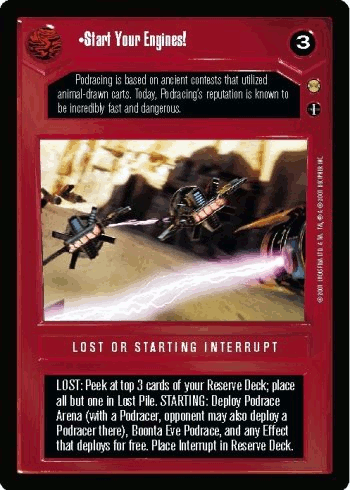 •Start Your Engines!
3
Podracing is based on ancient contests that utilized
animal-drawn carts. Today, Podracing's reputation is known to
be incredibly fast and dangerous.
LOST OR STARTING INTERRUPT
LOST: Peek at top 3 cards of your Reserve Deck; place
all but one in Lost Pile. STARTING: Deploy Podrace
Arena (with a Podracer, opponent may also deploy a
Podracer there), Boonta Eve Podrace, and any Effect
that deploys for free. Place Interrupt in Reserve Deck.